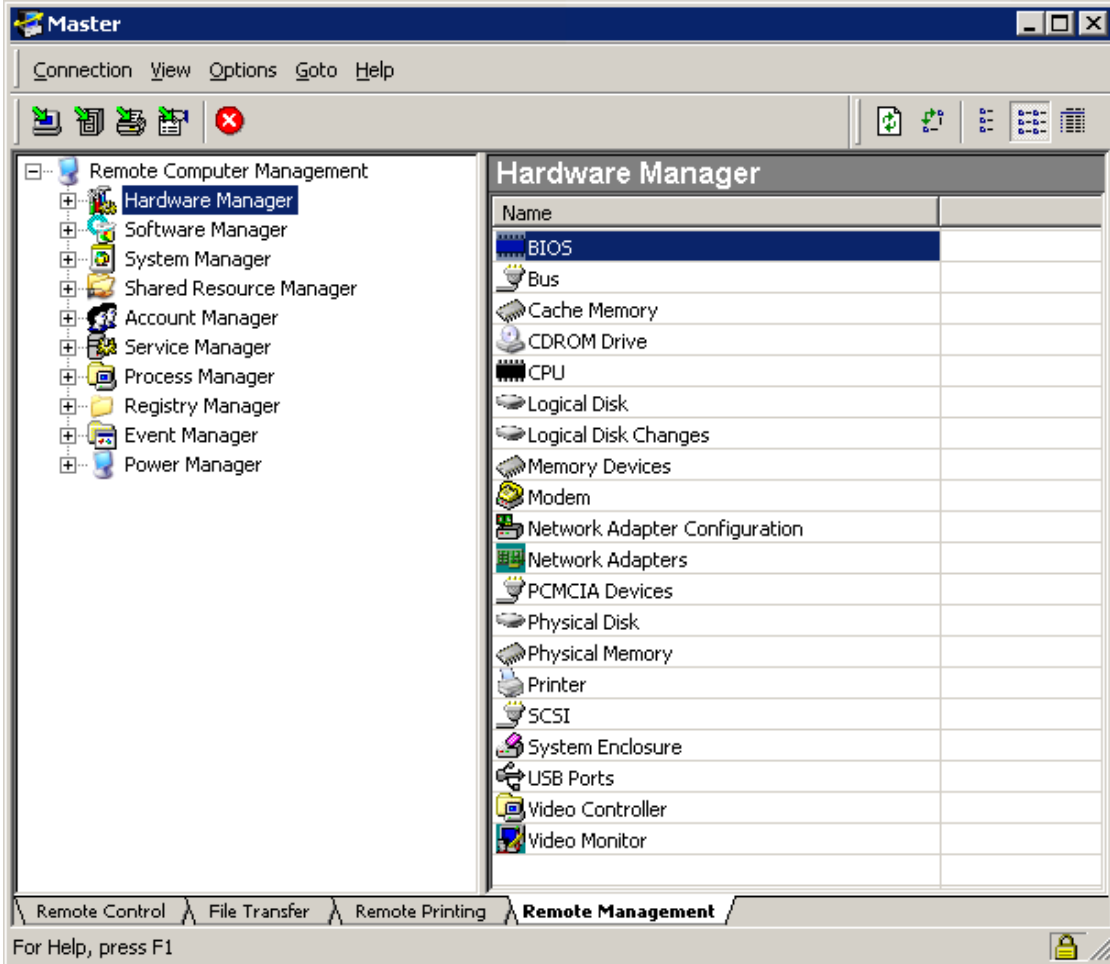 Master
Connection View Options Goto Help
Remote Computer Management
Hardware Manager
Software Manager
System Manager
Shared Resource Manager
Account Manager
Service Manager
Process Manager
Registry Manager
Event Manager
Power Manager
Hardware Manager
Name
BIOS
Bus
Cache Memory
CDROM Drive
CPU
Logical Disk
Logical Disk Changes
Memory Devices
Modem
Network Adapter Configuration
Network Adapters
PCMCIA Devices
Physical Disk
Physical Memory
Printer
SCSI
System Enclosure
USB Ports
Video Controller
Video Monitor
Remote Control File Transfer Remote Printing Remote Management
For Help, press F1